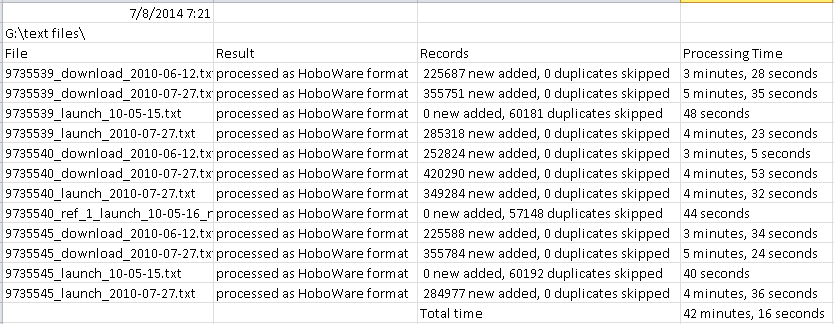 7/8/2014 7:21
G:\text files\
File Result Records Processing Time
9735539_download_2010-06-12.tx processed as HoboWare format 225687 new added, 0 duplicates skipped 3 minutes, 28 seconds
9735539_download_2010-07-27.tx processed as HoboWare format 355751 new added, 0 duplicates skipped 5 minutes, 35 seconds
9735539_launch_10-05-15.txt processed as HoboWare format 0 new added, 60181 duplicates skipped 48 seconds
9735539_launch_2010-07-27.txt processed as HoboWare format 285318 new added, 0 duplicates skipped 4 minutes, 23 seconds
9735540_download_2010-06-12.tx processed as HoboWare format 252824 new added, 0 duplicates skipped 3 minutes, 5 seconds
9735540_download_2010-07-27.tx processed as HoboWare format 420290 new added, 0 duplicates skipped 4 minutes, 53 seconds
9735540_launch_2010-07-27.txt processed as HoboWare format 349284 new added, 0 duplicates skipped 4 minutes, 32 seconds
9735540_ref_1_launch_10-05-16_r processed as HoboWare format 0 new added, 57148 duplicates skipped 44 seconds
9735545_download_2010-06-12.tx processed as HoboWare format 225588 new added, 0 duplicates skipped 3 minutes, 34 seconds
9735545_download_2010-07-27.tx processed as HoboWare format 355784 new added, 0 duplicates skipped 5 minutes, 24 seconds
9735545_launch_10-05-15.txt processed as HoboWare format 0 new added, 60192 duplicates skipped 40 seconds
9735545_launch_2010-07-27.txt processed as HoboWare format 284977 new added, 0 duplicates skipped 4 minutes, 36 seconds
Total time 42 minutes, 16 seconds